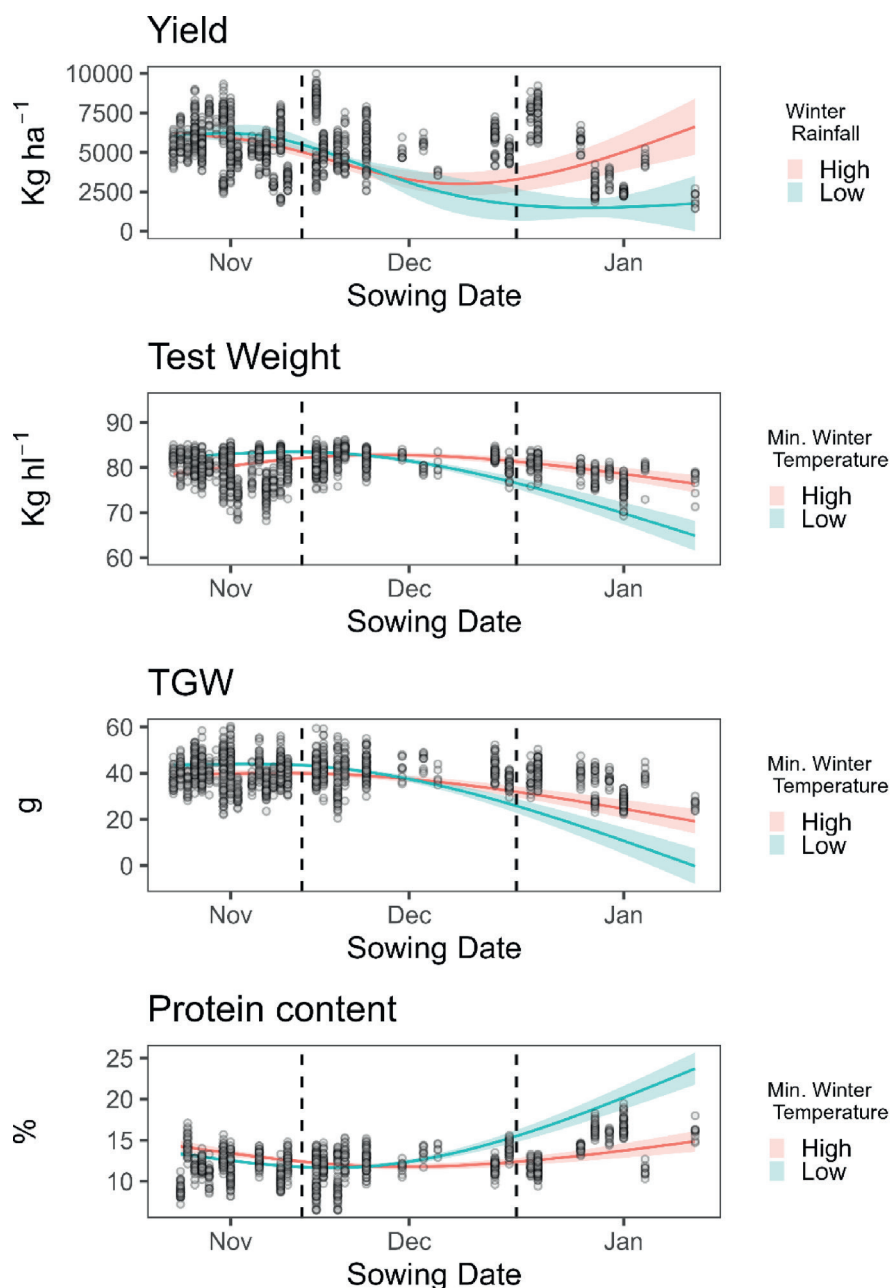 Yield
Kg ha⁻¹
10000
7500
5000
2500
0
Nov
Dec
Jan
Sowing Date
Winter
Rainfall
High
Low
Test Weight
Kg hl⁻¹
90
80
70
60
Nov
Dec
Jan
Sowing Date
Min. Winter
Temperature
High
Low
TGW
g
60
40
20
0
Nov
Dec
Jan
Sowing Date
Min. Winter
Temperature
High
Low
Protein content
%
25
20
15
10
Nov
Dec
Jan
Sowing Date
Min. Winter
Temperature
High
Low